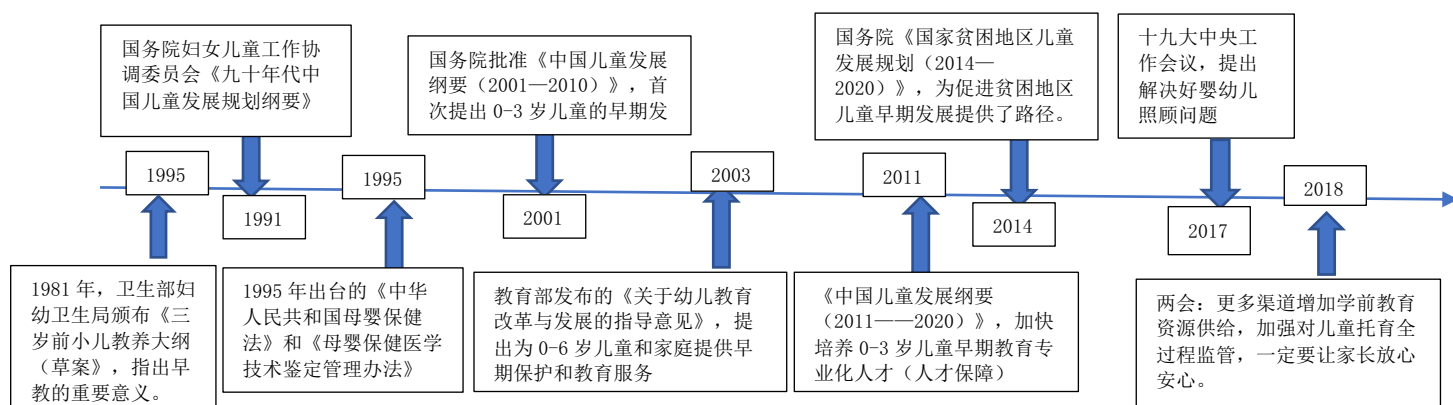 国务院妇女儿童工作协
调委员会《九十年代中
国儿童发展规划纲要》
国务院批准《中国儿童发展
纲要（2001—2010）》，首
次提出 0-3 岁儿童的早期发
国务院《国家贫困地区儿童
发展规划（2014—
2020）》，为促进贫困地区
儿童早期发展提供了路径。
十九大中央工
作会议，提出
解决好婴幼儿
照顾问题
1995
1991
1995
2001
2003
2011
2014
2017
2018
1981 年，卫生部妇
幼卫生局颁布《三
岁前小儿教养大纲
（草案》，指出早
教的重要意义。
1995 年出台的《中华
人民共和国母婴保健
法》和《母婴保健医学
技术鉴定管理办法》
教育部发布的《关于幼儿教育
改革与发展的指导意见》，提
出为 0-6 岁儿童和家庭提供早
期保护和教育服务
《中国儿童发展纲要
（2011——2020）》，加快
培养 0-3 岁儿童早期教育专
业化人才（人才保障）
两会：更多渠道增加学前教育
资源供给，加强对儿童托育全
过程监管，一定要让家长放心
安心。